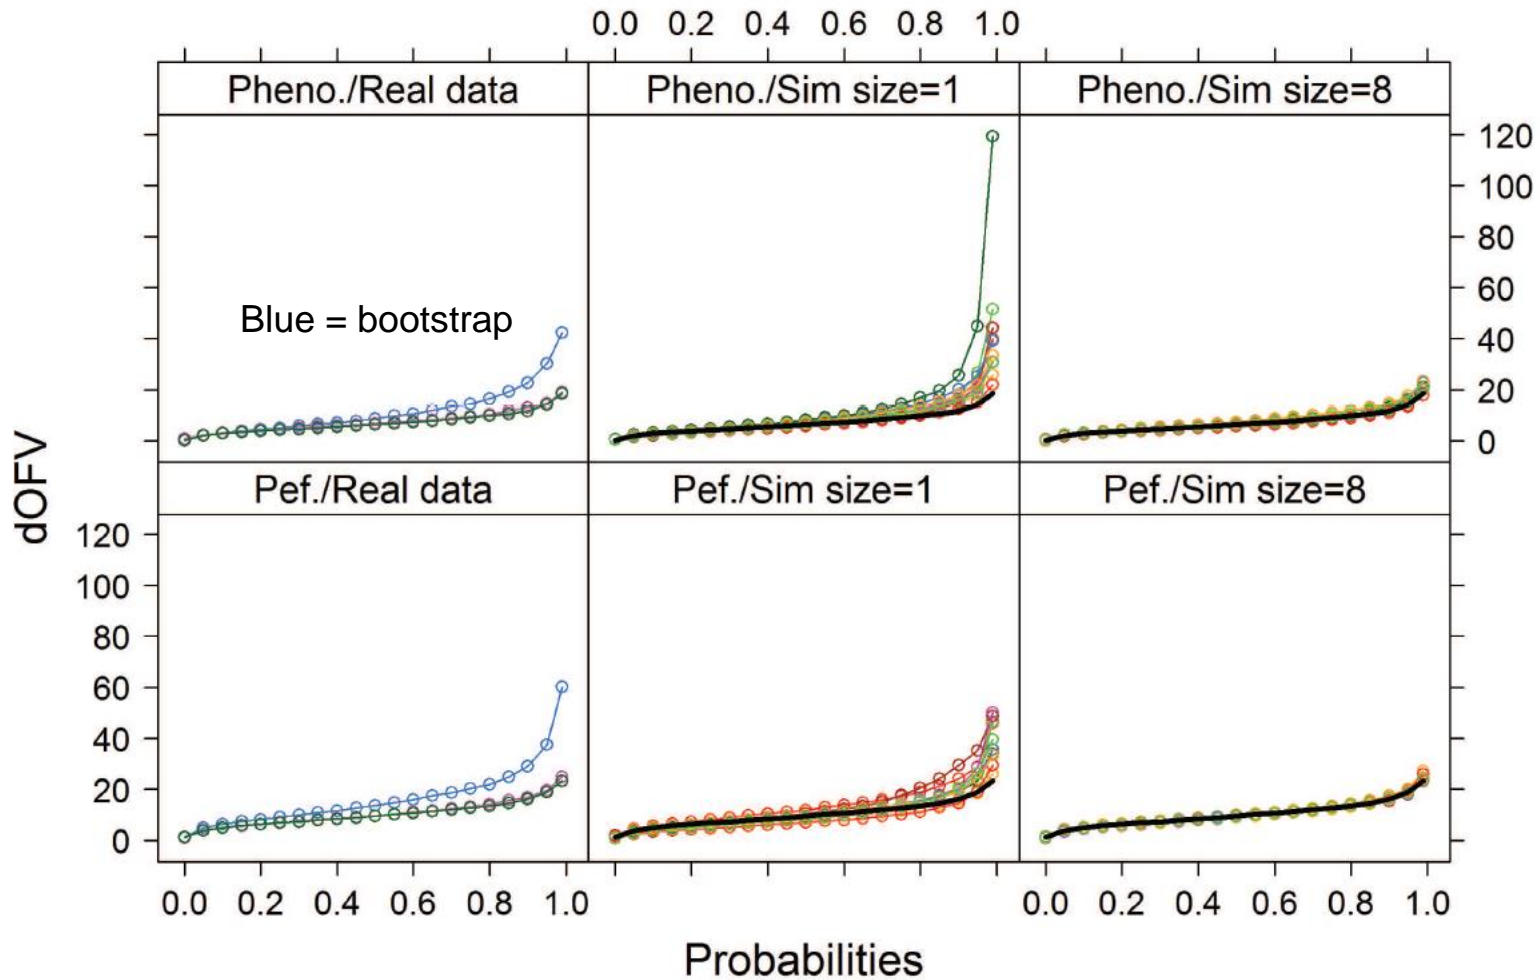 0.0 0.2 0.4 0.6 0.8 1.0
Pheno./Real data
Pheno./Sim size=1
Pheno./Sim size=8
Blue = bootstrap
120
100
80
60
40
20
0
dOFV
Pef./Real data
Pef./Sim size=1
Pef./Sim size=8
120
100
80
60
40
20
0
0.0 0.2 0.4 0.6 0.8 1.0
0.0 0.2 0.4 0.6 0.8 1.0
Probabilities